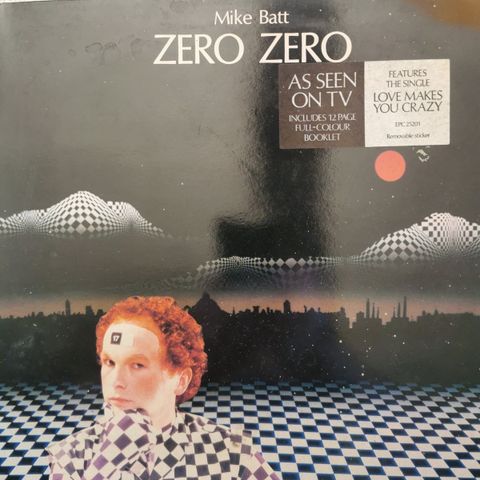 Mike Batt
ZERO ZERO
AS SEEN
ON TV
INCLUDES 12 PAGE
FULL-COLOUR
BOOKLET
FEATURES
THE SINGLE
LOVE MAKES
YOU CRAZY
EPC 25201
Removable sticker
17